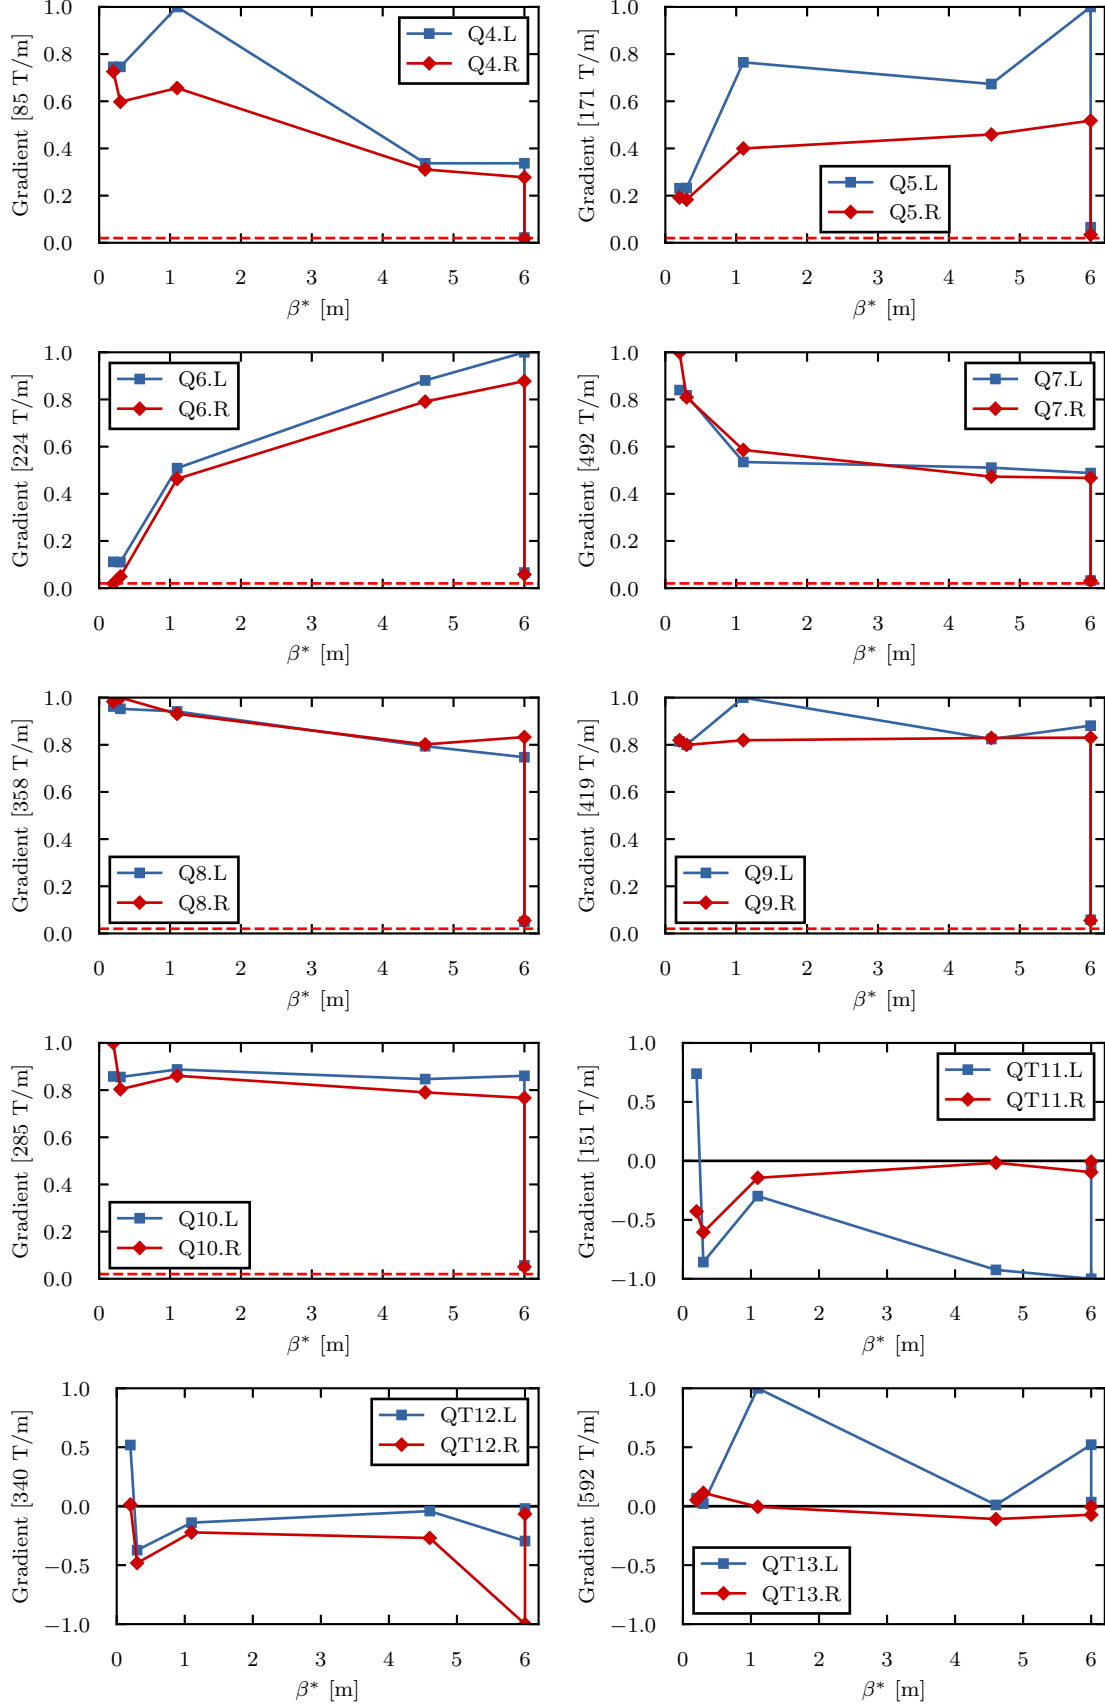 1.0
0.8
0.6
0.4
0.2
0.0
Gradient [85 T/m]
Q4.L
Q4.R
0 1 2 3 4 5 6
β* [m]
1.0
0.8
0.6
0.4
0.2
0.0
Gradient [171 T/m]
Q5.L
Q5.R
0 1 2 3 4 5 6
β* [m]
1.0
0.8
0.6
0.4
0.2
0.0
Gradient [224 T/m]
Q6.L
Q6.R
0 1 2 3 4 5 6
β* [m]
1.0
0.8
0.6
0.4
0.2
0.0
Gradient [492 T/m]
Q7.L
Q7.R
0 1 2 3 4 5 6
β* [m]
1.0
0.8
0.6
0.4
0.2
0.0
Gradient [358 T/m]
Q8.L
Q8.R
0 1 2 3 4 5 6
β* [m]
1.0
0.8
0.6
0.4
0.2
0.0
Gradient [419 T/m]
Q9.L
Q9.R
0 1 2 3 4 5 6
β* [m]
1.0
0.8
0.6
0.4
0.2
0.0
Gradient [285 T/m]
Q10.L
Q10.R
0 1 2 3 4 5 6
β* [m]
1.0
0.5
0.0
−0.5
−1.0
Gradient [151 T/m]
QT11.L
QT11.R
0 1 2 3 4 5 6
β* [m]
1.0
0.5
0.0
−0.5
−1.0
Gradient [340 T/m]
QT12.L
QT12.R
0 1 2 3 4 5 6
β* [m]
1.0
0.5
0.0
−0.5
−1.0
Gradient [592 T/m]
QT13.L
QT13.R
0 1 2 3 4 5 6
β* [m]